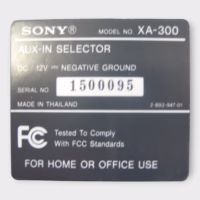 SONY® MODEL NO. XA-300
AUX-IN SELECTOR
DC ⎓ 12V NEGATIVE GROUND
SERIAL NO 1500095
MADE IN THAILAND 2-893-947-01
FC Tested To Comply
With FCC Standards
FOR HOME OR OFFICE USE